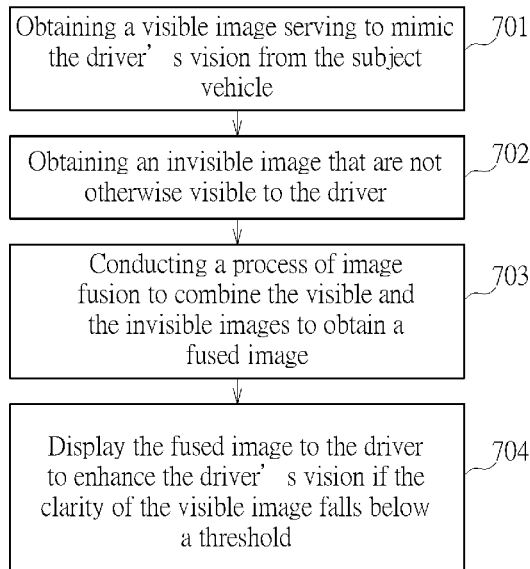 Obtaining a visible image serving to mimic
the driver’s vision from the subject
vehicle
701
Obtaining an invisible image that are not
otherwise visible to the driver
702
Conducting a process of image
fusion to combine the visible and
the invisible images to obtain a
fused image
703
Display the fused image to the driver
to enhance the driver’s vision if the
clarity of the visible image falls below
a threshold
704